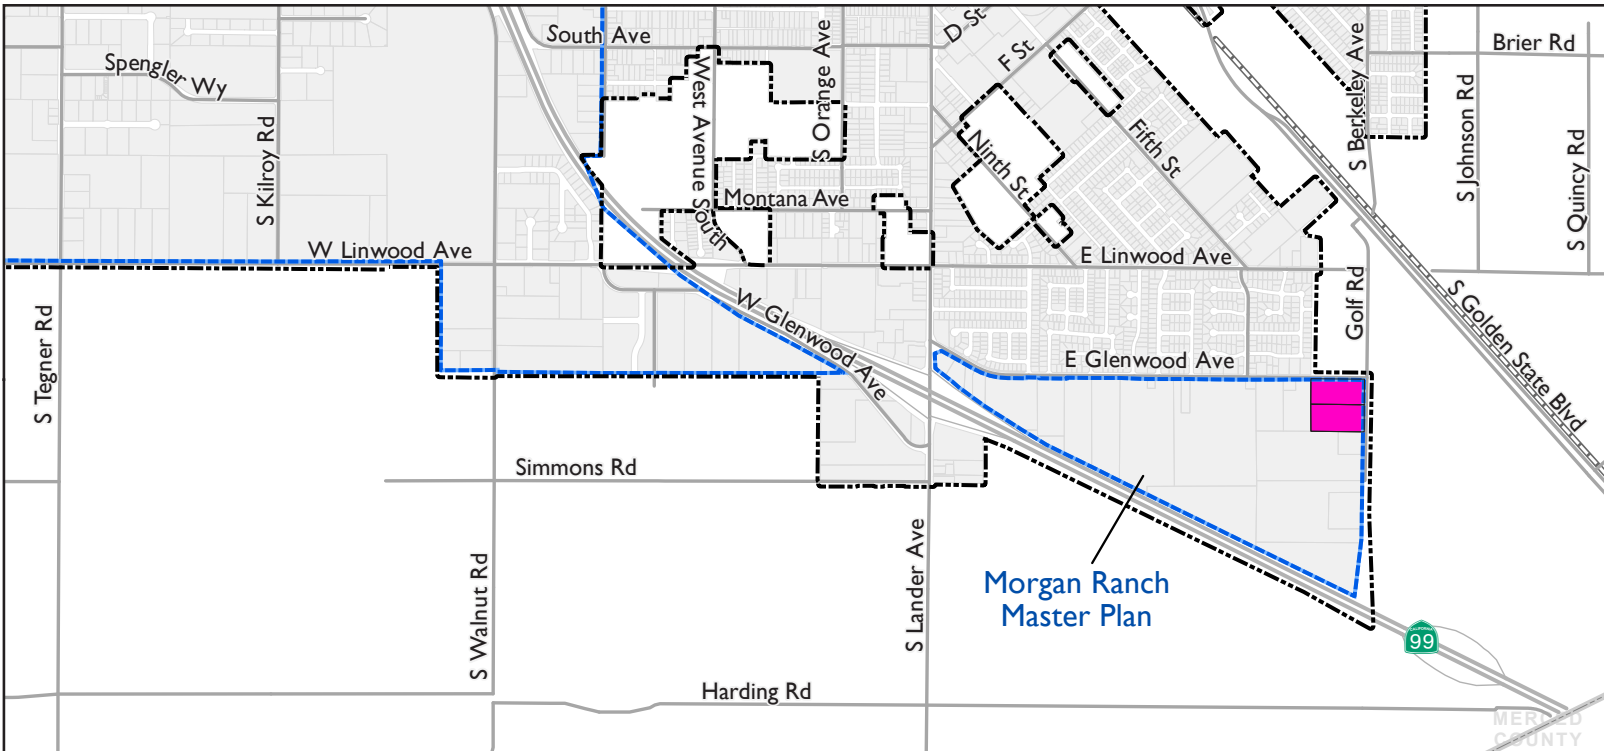 South Ave
S Orange Ave
D St
F St
S Berkeley Ave
Brier Rd
Spengler Wy
West Avenue South
S Kilroy Rd
Ninth St
Fifth St
S Johnson Rd
S Quincy Rd
Montana Ave
W Linwood Ave
E Linwood Ave
S Tegner Rd
W Glenwood Ave
Golf Rd
S Golden State Blvd
E Glenwood Ave
Simmons Rd
S Walnut Rd
S Lander Ave
Morgan Ranch
Master Plan
CALIFORNIA
99
Harding Rd
MERCED
COUNTY